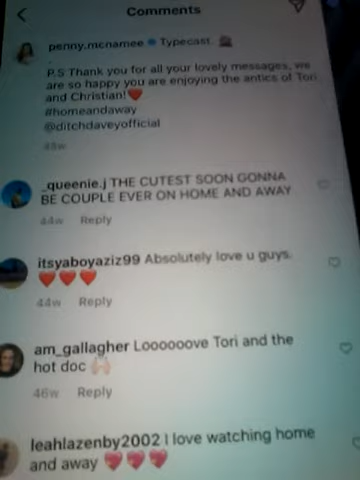 Comments
penny.mcnamee Typecast.
P.S Thank you for all your lovely messages, we
are so happy you are enjoying the antics of Tori
and Christian!❤️
#homeandaway
@ditchdaveyofficial
48w
_queenie.j THE CUTEST SOON GONNA
BE COUPLE EVER ON HOME AND AWAY
44w Reply
itsyaboyaziz99 Absolutely love u guys.
❤️❤️❤️
44w Reply
am_gallagher Loooooove Tori and the
hot doc 🙌🏻
46w Reply
leahlazenby2002 I love watching home
and away 💖💖💖